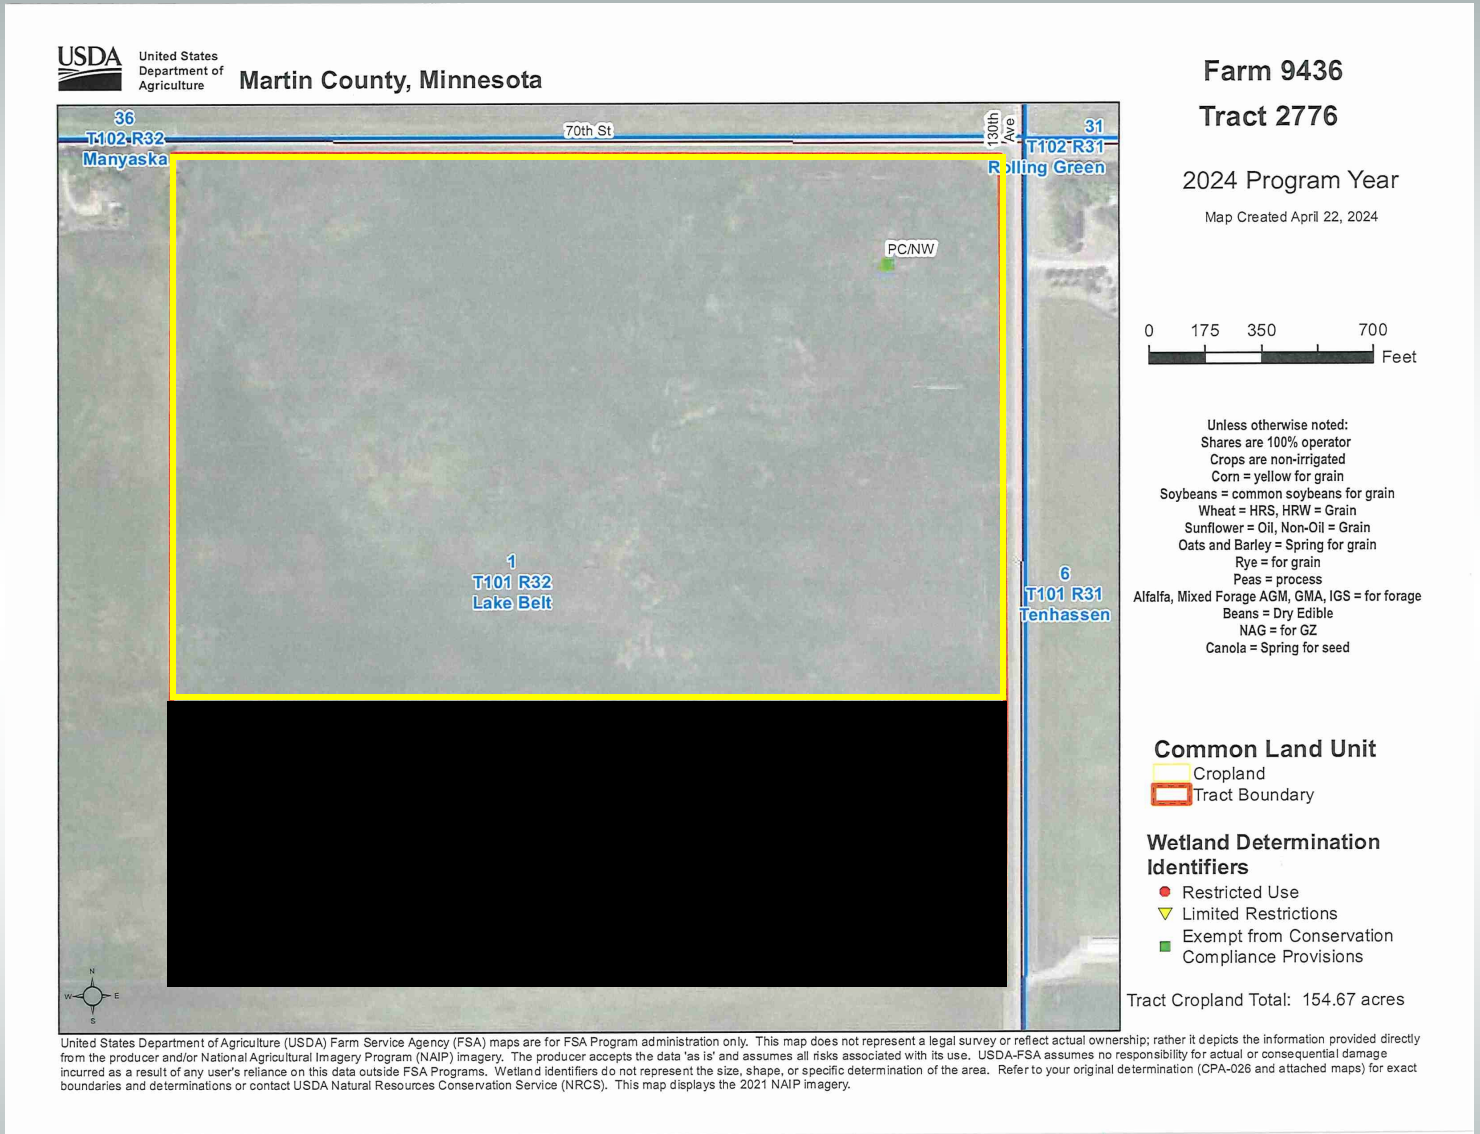 USDA
United States
Department of
Agriculture
Martin County, Minnesota
Farm 9436
Tract 2776
2024 Program Year
Map Created April 22, 2024
36
T102 R32
Manyaska
70th St
130th
Ave
31
T102 R31
Rolling Green
PC/NW
1
T101 R32
Lake Belt
6
T101 R31
Tenhassen
N
W E
S
0 175 350 700
Feet
Unless otherwise noted:
Shares are 100% operator
Crops are non-irrigated
Corn = yellow for grain
Soybeans = common soybeans for grain
Wheat = HRS, HRW = Grain
Sunflower = Oil, Non-Oil = Grain
Oats and Barley = Spring for grain
Rye = for grain
Peas = process
Alfalfa, Mixed Forage AGM, GMA, IGS = for forage
Beans = Dry Edible
NAG = for GZ
Canola = Spring for seed
Common Land Unit
Cropland
Tract Boundary
Wetland Determination
Identifiers
Restricted Use
Limited Restrictions
Exempt from Conservation
Compliance Provisions
Tract Cropland Total: 154.67 acres
United States Department of Agriculture (USDA) Farm Service Agency (FSA) maps are for FSA Program administration only. This map does not represent a legal survey or reflect actual ownership; rather it depicts the information provided directly
from the producer and/or National Agricultural Imagery Program (NAIP) imagery. The producer accepts the data 'as is' and assumes all risks associated with its use. USDA-FSA assumes no responsibility for actual or consequential damage
incurred as a result of any user's reliance on this data outside FSA Programs. Wetland identifiers do not represent the size, shape, or specific determination of the area. Refer to your original determination (CPA-026 and attached maps) for exact
boundaries and determinations or contact USDA Natural Resources Conservation Service (NRCS). This map displays the 2021 NAIP imagery.